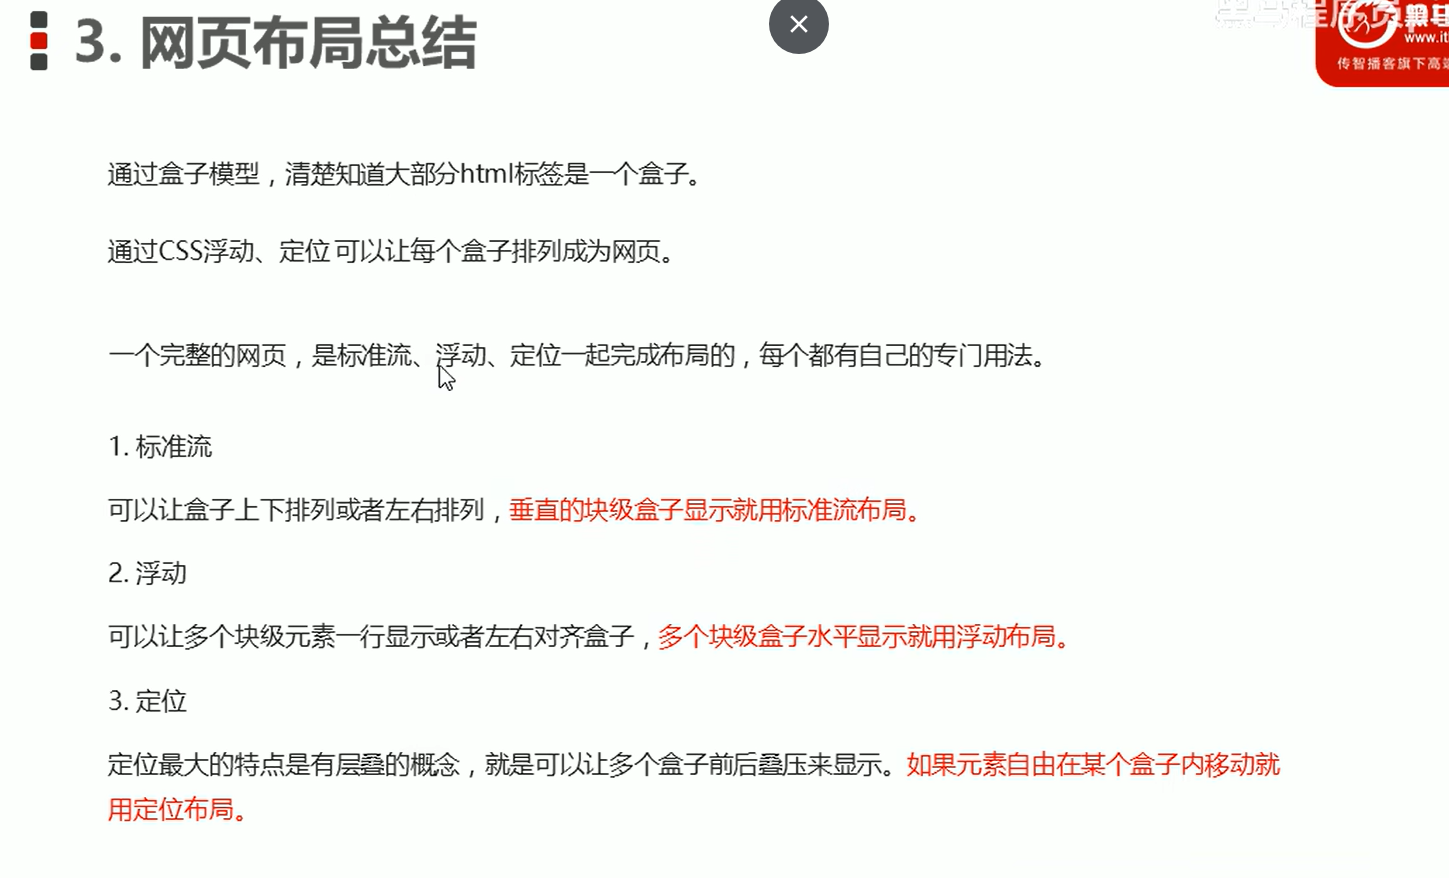 3. 网页布局总结
www.it
传智播客旗下高端
通过盒子模型，清楚知道大部分html标签是一个盒子。
通过CSS浮动、定位 可以让每个盒子排列成为网页。
一个完整的网页，是标准流、浮动、定位一起完成布局的，每个都有自己的专门用法。
1. 标准流
可以让盒子上下排列或者左右排列，垂直的块级盒子显示就用标准流布局。
2. 浮动
可以让多个块级元素一行显示或者左右对齐盒子，多个块级盒子水平显示就用浮动布局。
3. 定位
定位最大的特点是有层叠的概念，就是可以让多个盒子前后叠压来显示。如果元素自由在某个盒子内移动就
用定位布局。